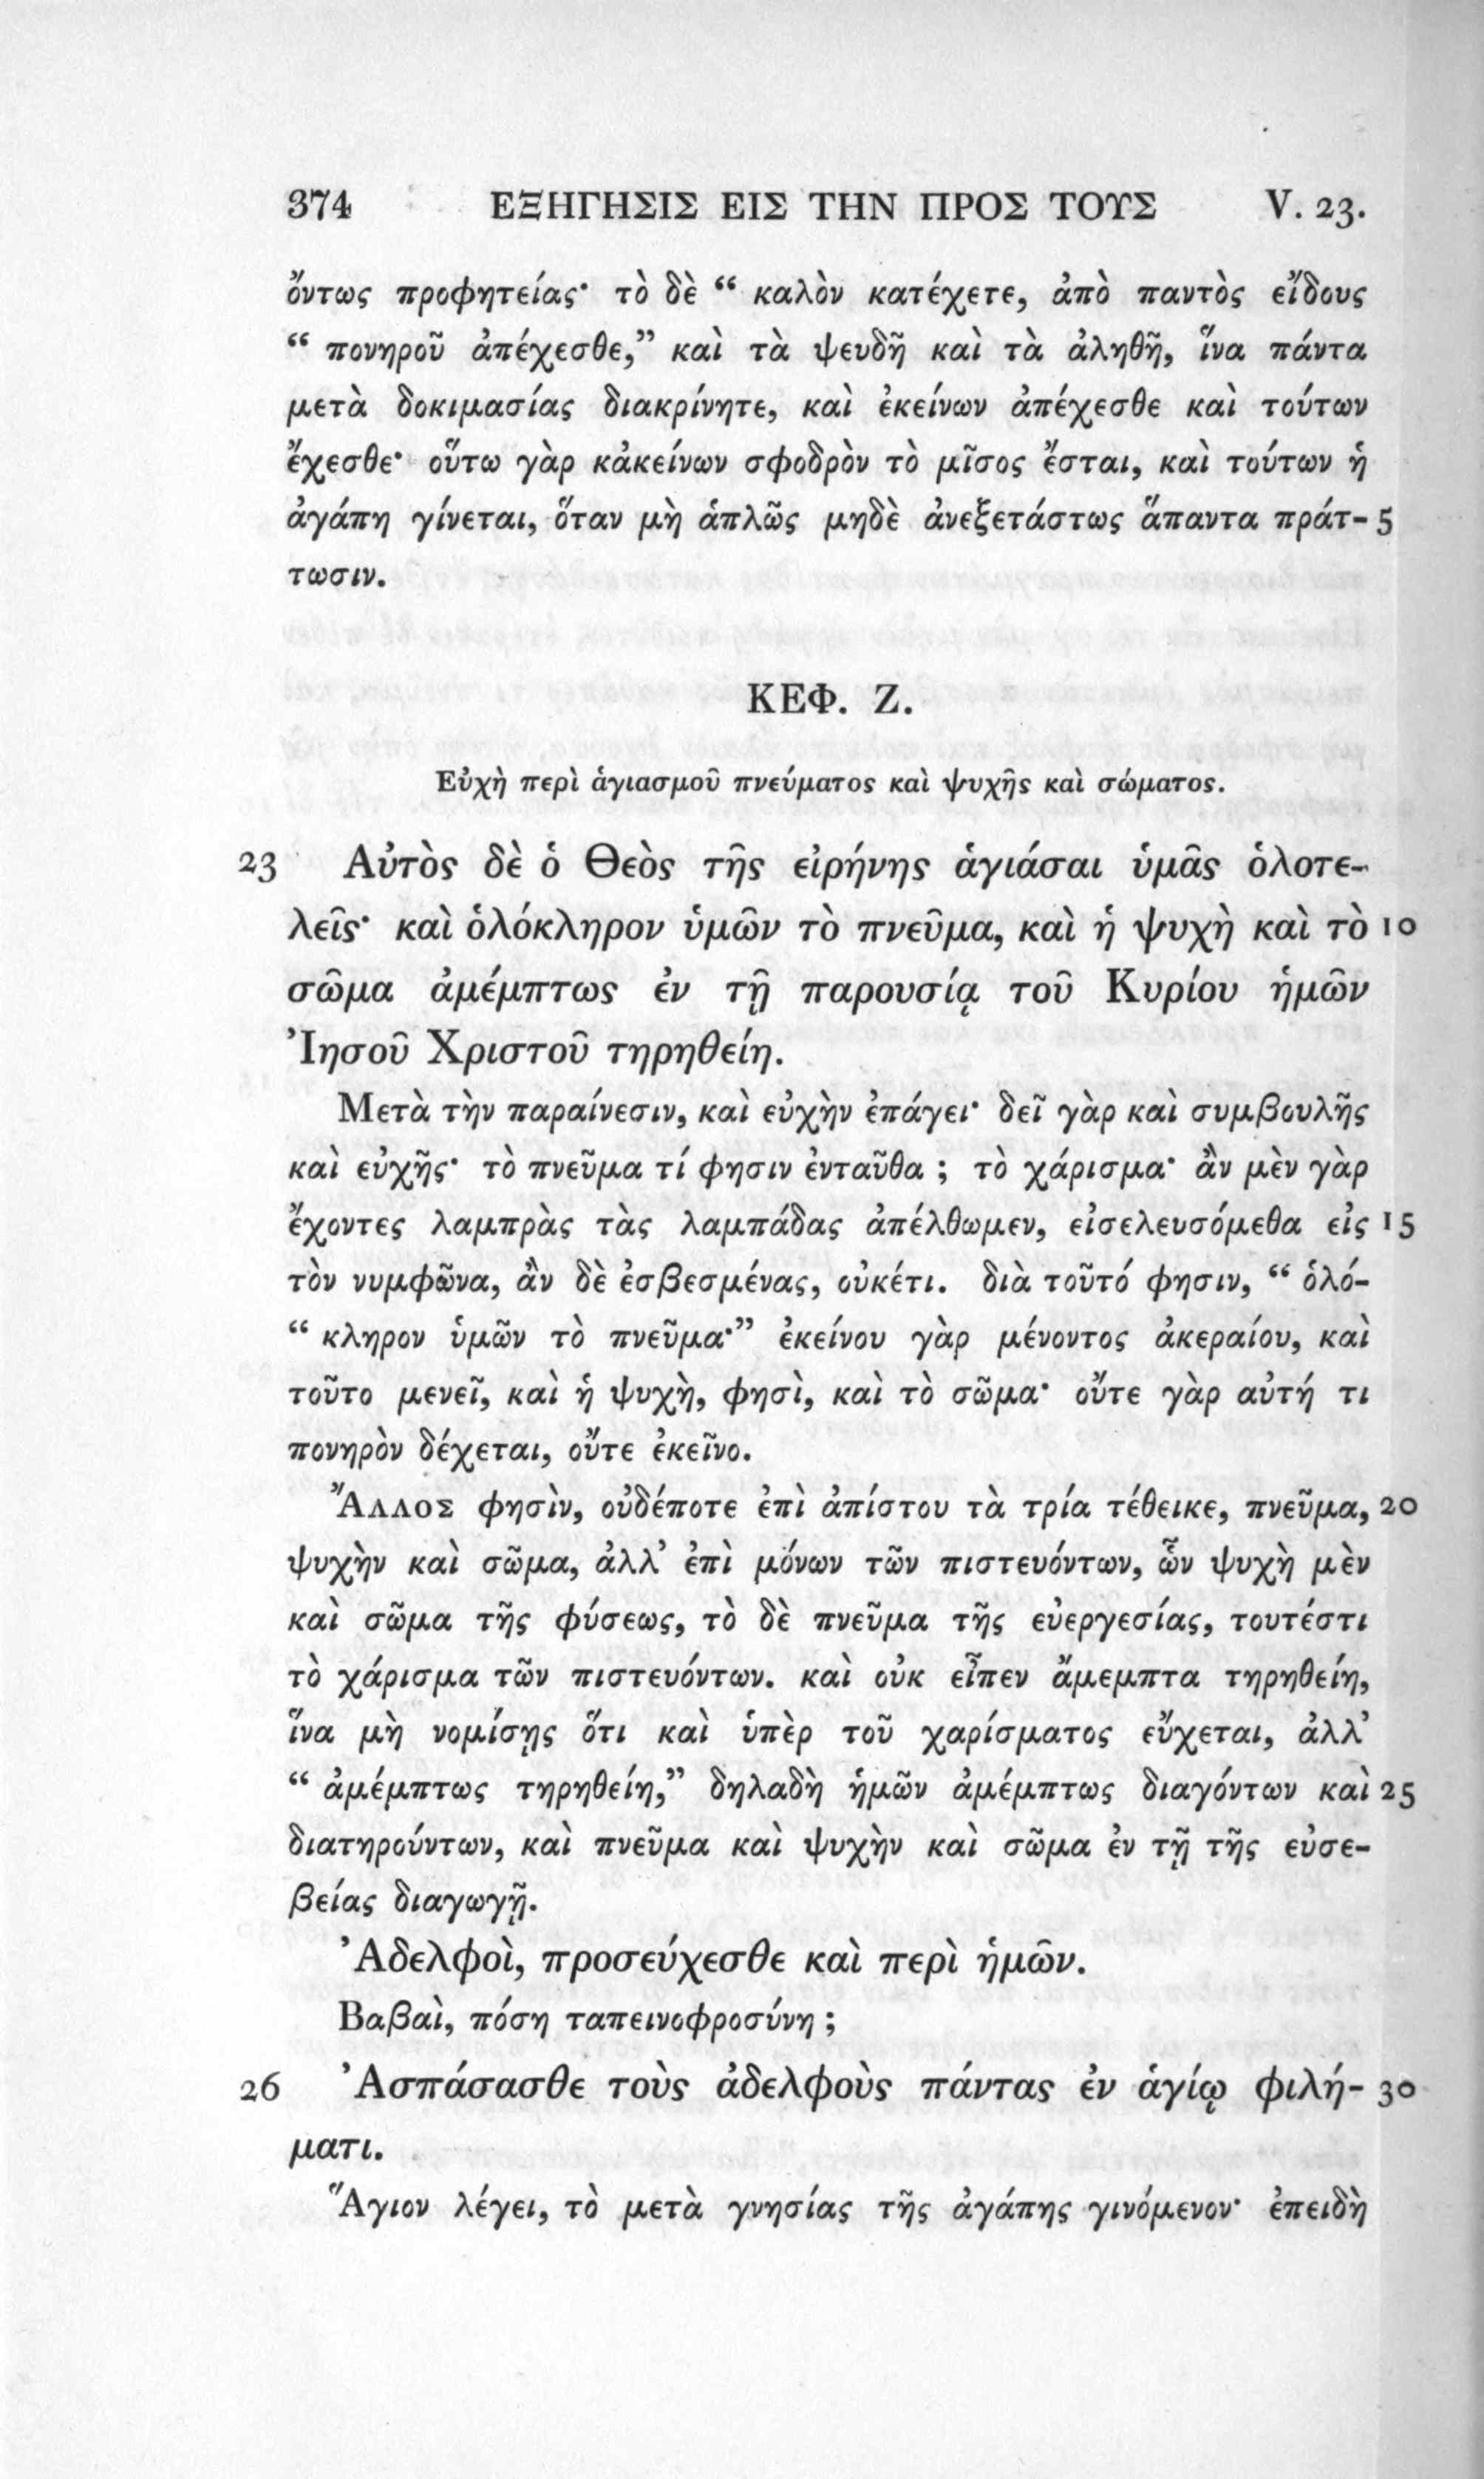 374 ΕΞΗΓΗΣΙΣ ΕΙΣ ΤΗΝ ΠΡΟΣ ΤΟΥΣ V. 23.
ὄντως προφητείας· τὸ δὲ “ καλὸν κατέχετε, ἀπὸ παντὸς εἴδους
“ πονηροῦ ἀπέχεσθε,” καὶ τὰ ψευδῆ καὶ τὰ ἀληθῆ, ἵνα πάντα
μετὰ δοκιμασίας διακρίνητε, καὶ ἐκείνων ἀπέχεσθε καὶ τούτων
ἔχεσθε· οὕτω γὰρ κἀκείνων σφοδρὸν τὸ μῖσος ἔσται, καὶ τούτων ἡ
ἀγάπη γίνεται, ὅταν μὴ ἁπλῶς μηδὲ ἀνεξετάστως ἅπαντα πράτ- 5
τωσιν.
ΚΕΦ. Ζ.
Εὐχὴ περὶ ἁγιασμοῦ πνεύματος καὶ ψυχῆς καὶ σώματος.
23 Αὐτὸς δὲ ὁ Θεὸς τῆς εἰρήνης ἁγιάσαι ὑμᾶς ὁλοτε-
λεῖς· καὶ ὁλόκληρον ὑμῶν τὸ πνεῦμα, καὶ ἡ ψυχὴ καὶ τὸ 10
σῶμα ἀμέμπτως ἐν τῇ παρουσίᾳ τοῦ Κυρίου ἡμῶν
Ἰησοῦ Χριστοῦ τηρηθείη.
Μετὰ τὴν παραίνεσιν, καὶ εὐχὴν ἐπάγει· δεῖ γὰρ καὶ συμβουλῆς
καὶ εὐχῆς· τὸ πνεῦμα τί φησιν ἐνταῦθα ; τὸ χάρισμα· ἂν μὲν γὰρ
ἔχοντες λαμπρὰς τὰς λαμπάδας ἀπέλθωμεν, εἰσελευσόμεθα εἰς 15
τὸν νυμφῶνα, ἂν δὲ ἐσβεσμένας, οὐκέτι. διὰ τοῦτό φησιν, “ ὁλό-
“ κληρον ὑμῶν τὸ πνεῦμα·” ἐκείνου γὰρ μένοντος ἀκεραίου, καὶ
τοῦτο μενεῖ, καὶ ἡ ψυχὴ, φησὶ, καὶ τὸ σῶμα· οὔτε γὰρ αὐτή τι
πονηρὸν δέχεται, οὔτε ἐκεῖνο.
Ἄλλος φησὶν, οὐδέποτε ἐπὶ ἀπίστου τὰ τρία τέθεικε, πνεῦμα, 20
ψυχὴν καὶ σῶμα, ἀλλ’ ἐπὶ μόνων τῶν πιστευόντων, ὧν ψυχὴ μὲν
καὶ σῶμα τῆς φύσεως, τὸ δὲ πνεῦμα τῆς εὐεργεσίας, τουτέστι
τὸ χάρισμα τῶν πιστευόντων. καὶ οὐκ εἶπεν ἄμεμπτα τηρηθείη,
ἵνα μὴ νομίσῃς ὅτι καὶ ὑπὲρ τοῦ χαρίσματος εὔχεται, ἀλλ’
“ ἀμέμπτως τηρηθείη,” δηλαδὴ ἡμῶν ἀμέμπτως διαγόντων καὶ 25
διατηρούντων, καὶ πνεῦμα καὶ ψυχὴν καὶ σῶμα ἐν τῇ τῆς εὐσε-
βείας διαγωγῇ.
Ἀδελφοὶ, προσεύχεσθε καὶ περὶ ἡμῶν.
Βαβαὶ, πόση ταπεινοφροσύνη ;
26 Ἀσπάσασθε τοὺς ἀδελφοὺς πάντας ἐν ἁγίῳ φιλή- 30
ματι.
Ἅγιον λέγει, τὸ μετὰ γνησίας τῆς ἀγάπης γινόμενον· ἐπειδὴ